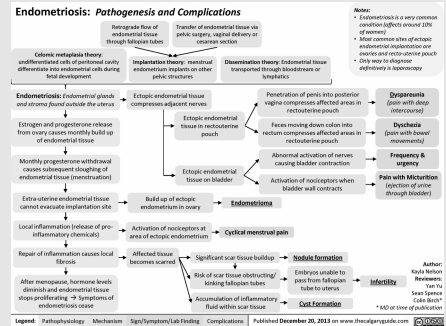 Endometriosis: Pathogenesis and Complications
Notes:
• Endometriosis is a very common
condition (affects around 10%
of women)
• Most common sites of ectopic
endometrial implantation are
ovaries and recto-uterine pouch
• Only way to diagnose
definitively is laparoscopy
Retrograde flow of
endometrial tissue
through fallopian tubes
Transfer of endometrial tissue via
pelvic surgery, vaginal delivery or
cesarean section
Celomic metaplasia theory:
undifferentiated cells of peritoneal cavity
differentiate into endometrial cells during
fetal development
Implantation theory: menstrual
endometrium implants on other
pelvic structures
Dissemination theory: Endometrial tissue
transported through bloodstream or
lymphatics
Endometriosis: Endometrial glands
and stroma found outside the uterus
Ectopic endometrial tissue
compresses adjacent nerves
Penetration of penis into posterior
vagina compresses affected areas in
rectouterine pouch
Dyspareunia
(pain with deep
intercourse)
Estrogen and progesterone release
from ovary causes monthly build up
of endometrial tissue
Ectopic endometrial
tissue in rectouterine
pouch
Feces moving down colon into
rectum compresses affected areas in
rectouterine pouch
Dyschezia
(pain with bowel
movements)
Monthly progesterone withdrawal
causes subsequent sloughing of
endometrial tissue (menstruation)
Ectopic endometrial
tissue on bladder
Abnormal activation of nerves
causing bladder contraction
Frequency &
urgency
Activation of nociceptors when
bladder wall contracts
Pain with Micturition
(ejection of urine
through bladder)
Extra-uterine endometrial tissue
cannot evacuate implantation site
Build up of ectopic
endometrium in ovary
Endometrioma
Local inflammation (release of pro-
inflammatory chemicals)
Activation of nociceptors at
area of ectopic endometrium
Cyclical menstrual pain
Repair of inflammation causes local
fibrosis
Affected tissue
becomes scarred
Significant scar tissue buildup
Nodule formation
Risk of scar tissue obstructing/
kinking fallopian tubes
Embryos unable to
pass from fallopian
tube to uterus
Infertility
Accumulation of inflammatory
fluid within scar tissue
Cyst Formation
After menopause, hormone levels
diminish and endometrial tissue
stops proliferating → Symptoms of
endometriosis cease
Author:
Kayla Nelson
Reviewers:
Yan Yu
Sean Spence
Colin Birch*
* MD at time of publication
Legend: Pathophysiology Mechanism Sign/Symptom/Lab Finding Complications Published December 20, 2013 on www.thecalgaryguide.com